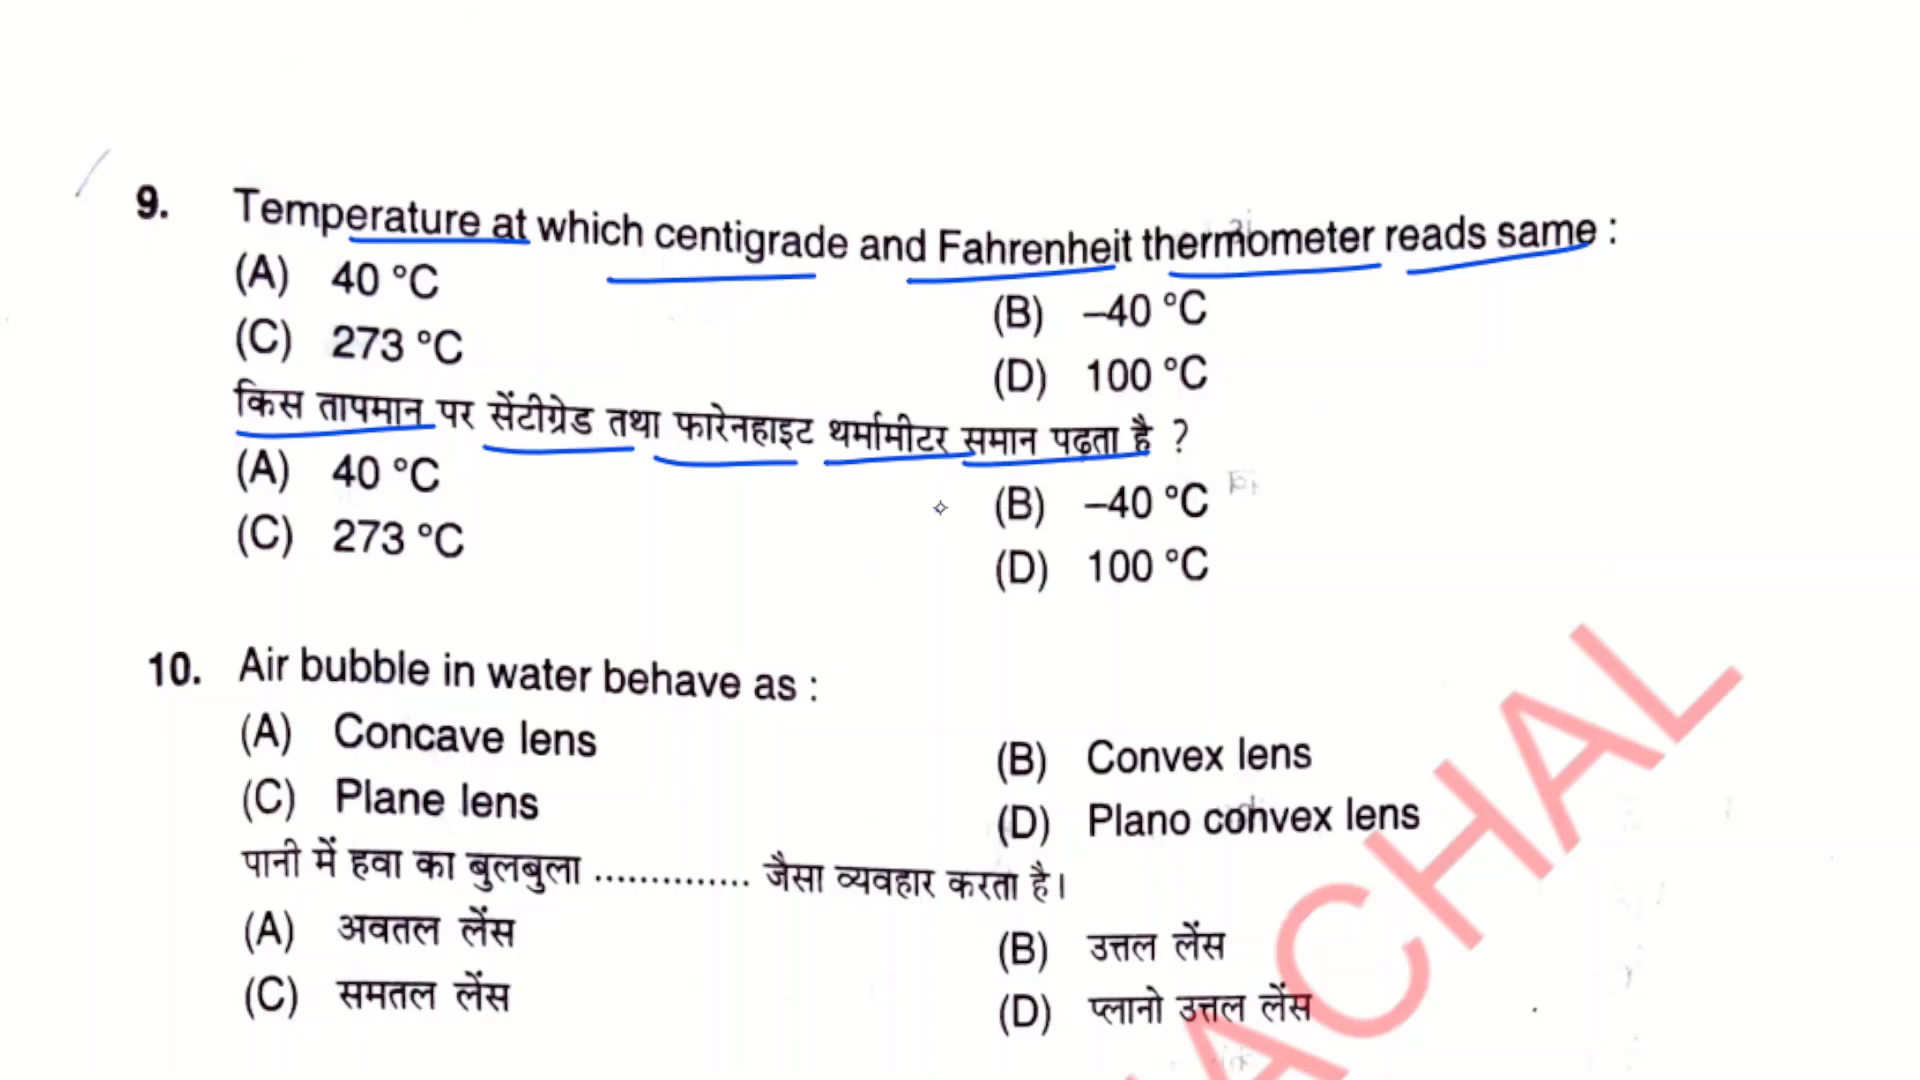 9. Temperature at which centigrade and Fahrenheit thermometer reads same :
(A) 40 °C (B) –40 °C
(C) 273 °C (D) 100 °C
किस तापमान पर सेंटीग्रेड तथा फारेनहाइट थर्मामीटर समान पढ़ता है ?
(A) 40 °C (B) –40 °C
(C) 273 °C (D) 100 °C
10. Air bubble in water behave as :
(A) Concave lens (B) Convex lens
(C) Plane lens (D) Plano convex lens
पानी में हवा का बुलबुला .............. जैसा व्यवहार करता है।
(A) अवतल लेंस (B) उत्तल लेंस
(C) समतल लेंस (D) प्लानो उत्तल लेंस
ACHAL